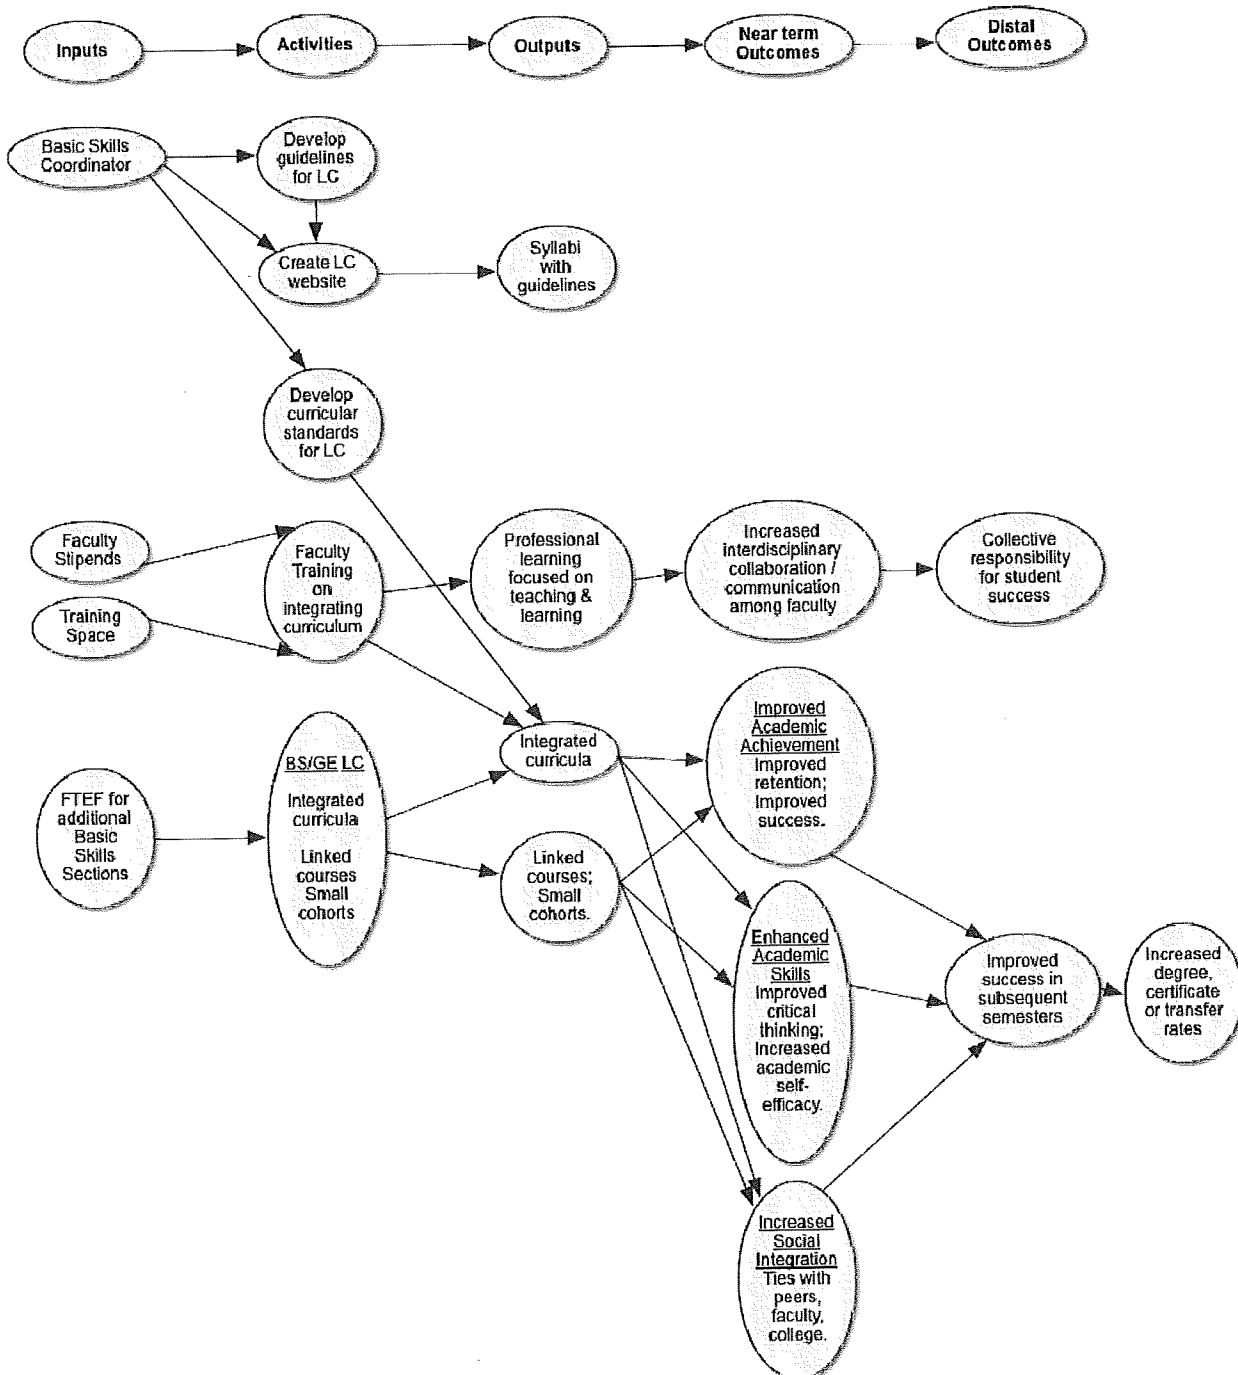 Inputs
Activities
Outputs
Near term
Outcomes
Distal
Outcomes
Basic Skills
Coordinator
Develop
guidelines
for LC
Create LC
website
Syllabi
with
guidelines
Develop
curricular
standards
for LC
Faculty
Stipends
Training
Space
Faculty
Training
on
integrating
curriculum
Professional
learning
focused on
teaching &
learning
Increased
interdisciplinary
collaboration /
communication
among faculty
Collective
responsibility
for student
success
FTEF for
additional
Basic
Skills
Sections
BS/GE LC
Integrated
curricula
Linked
courses
Small
cohorts
Integrated
curricula
Linked
courses;
Small
cohorts.
Improved
Academic
Achievement
Improved
retention;
Improved
success.
Enhanced
Academic
Skills
Improved
critical
thinking;
Increased
academic
self-
efficacy.
Increased
Social
Integration
Ties with
peers,
faculty,
college.
Improved
success in
subsequent
semesters
Increased
degree,
certificate
or transfer
rates